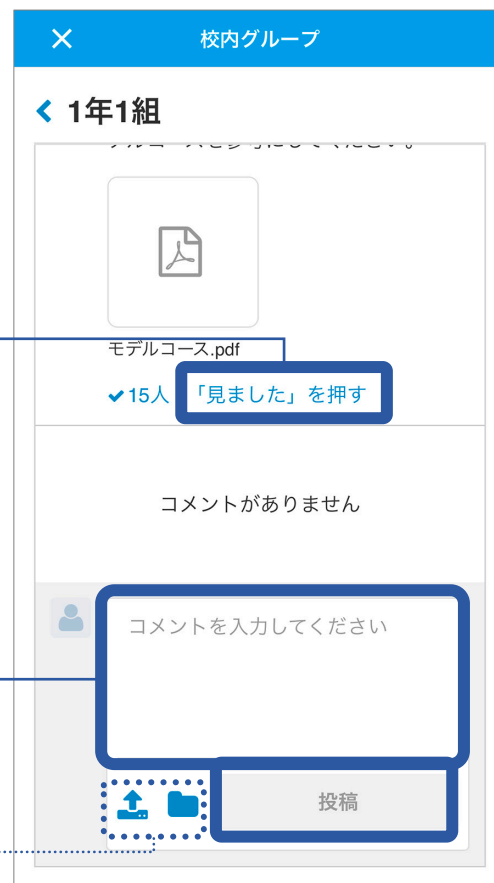 校内グループ
1年1組
モデルコース.pdf
15人
「見ました」を押す
コメントがありません
コメントを入力してください
投稿